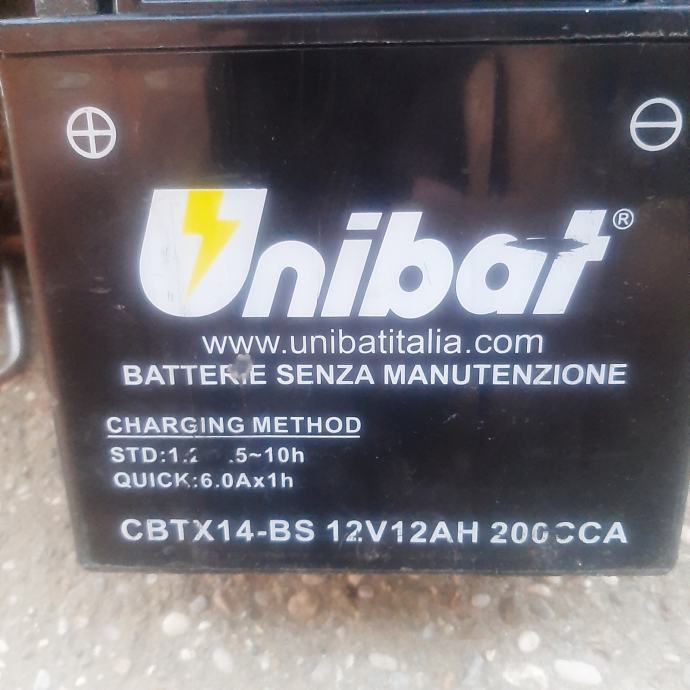 Unibat®
www.unibatitalia.com
BATTERIE SENZA MANUTENZIONE
CHARGING METHOD
STD:1.2 .5~10h
QUICK:6.0Ax1h
CBTX14-BS 12V12AH 200CCA